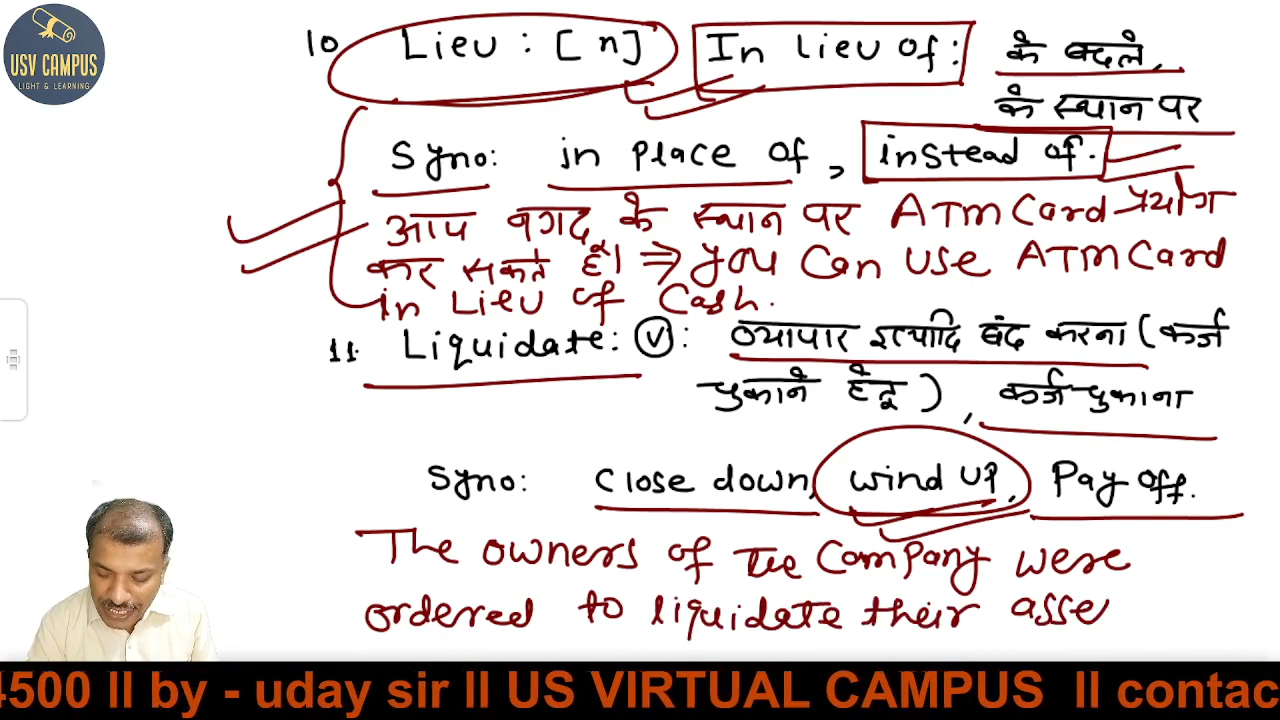 USV CAMPUS
LIGHT & LEARNING
10 Lieu : [n] In lieu of : के बदले,
के स्थान पर
Syno: in place of, instead of.
आप नगद के स्थान पर ATM Card प्रयोग
कर सकते हैं। ⇒ you Can use ATM Card
in Lieu of Cash.
11. Liquidate: (v) : व्यापार इत्यादि बंद करना (कर्ज
चुकाने हेतू), कर्ज चुकाना
Syno: close down, wind up, Pay off.
The owners of the Company were
ordered to liquidate their asse
4500 II by - uday sir II US VIRTUAL CAMPUS II contac